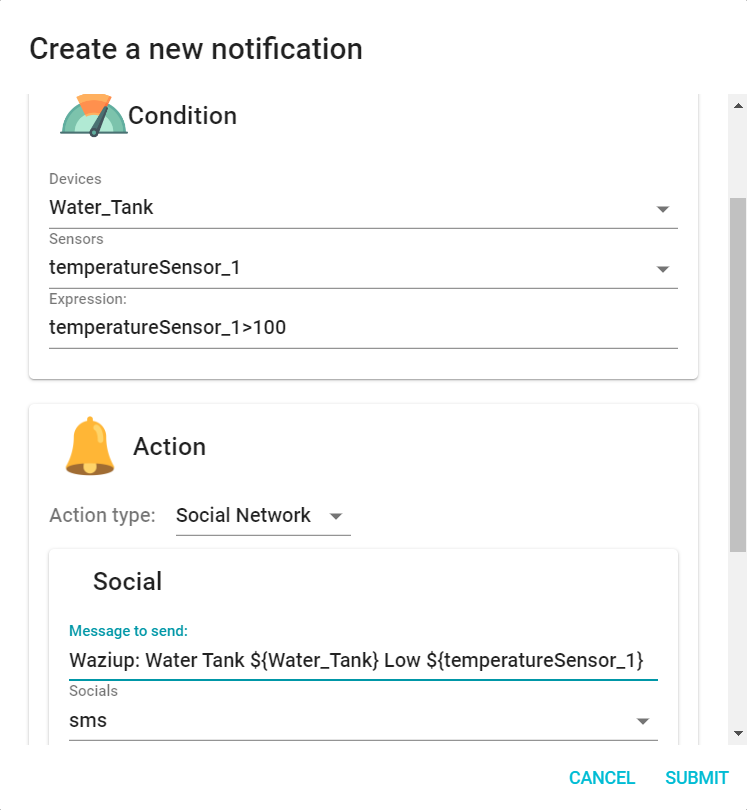 Create a new notification
Condition
Devices
Water_Tank
Sensors
temperatureSensor_1
Expression:
temperatureSensor_1>100
Action
Action type: Social Network
Social
Message to send:
Waziup: Water Tank ${Water_Tank} Low ${temperatureSensor_1}
Socials
sms
CANCEL SUBMIT